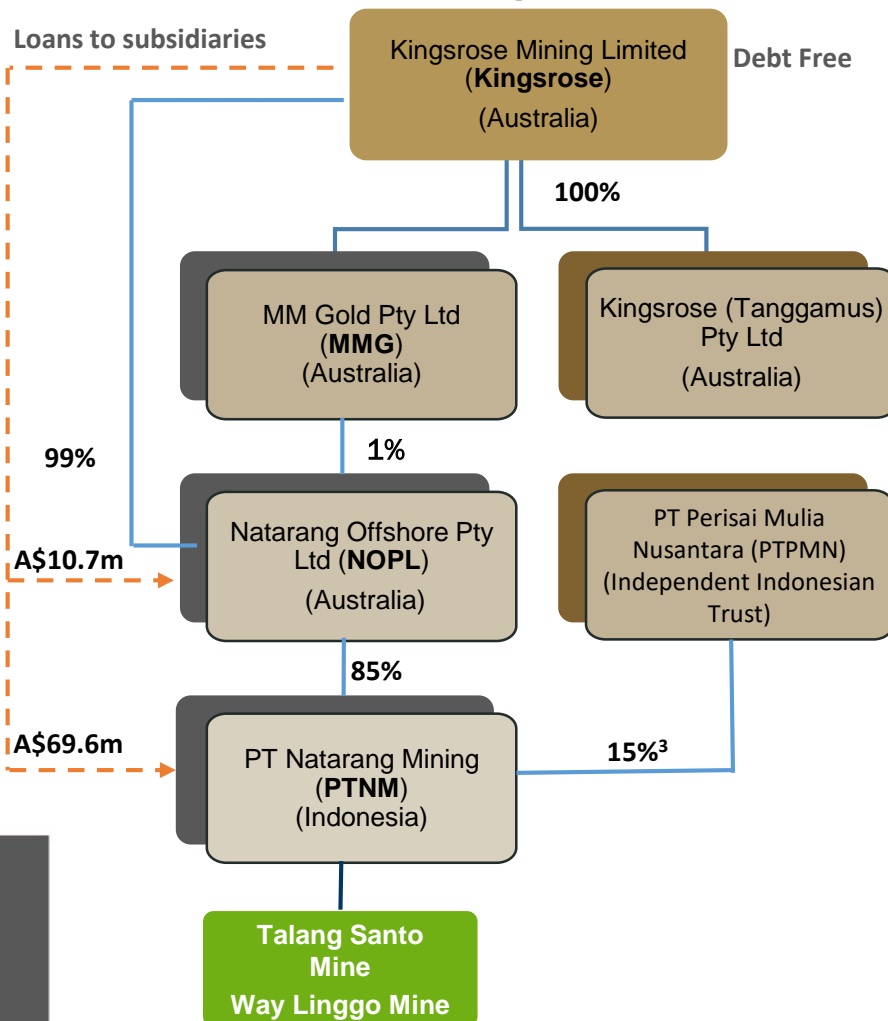 Loans to subsidiaries
Kingsrose Mining Limited
(Kingsrose)
(Australia)
Debt Free
100%
MM Gold Pty Ltd
(MMG)
(Australia)
Kingsrose (Tanggamus)
Pty Ltd
(Australia)
99%
1%
Natarang Offshore Pty
Ltd (NOPL)
(Australia)
PT Perisai Mulia
Nusantara (PTPMN)
(Independent Indonesian
Trust)
A$10.7m
85%
A$69.6m
PT Natarang Mining
(PTNM)
(Indonesia)
15%³
Talang Santo
Mine
Way Linggo Mine